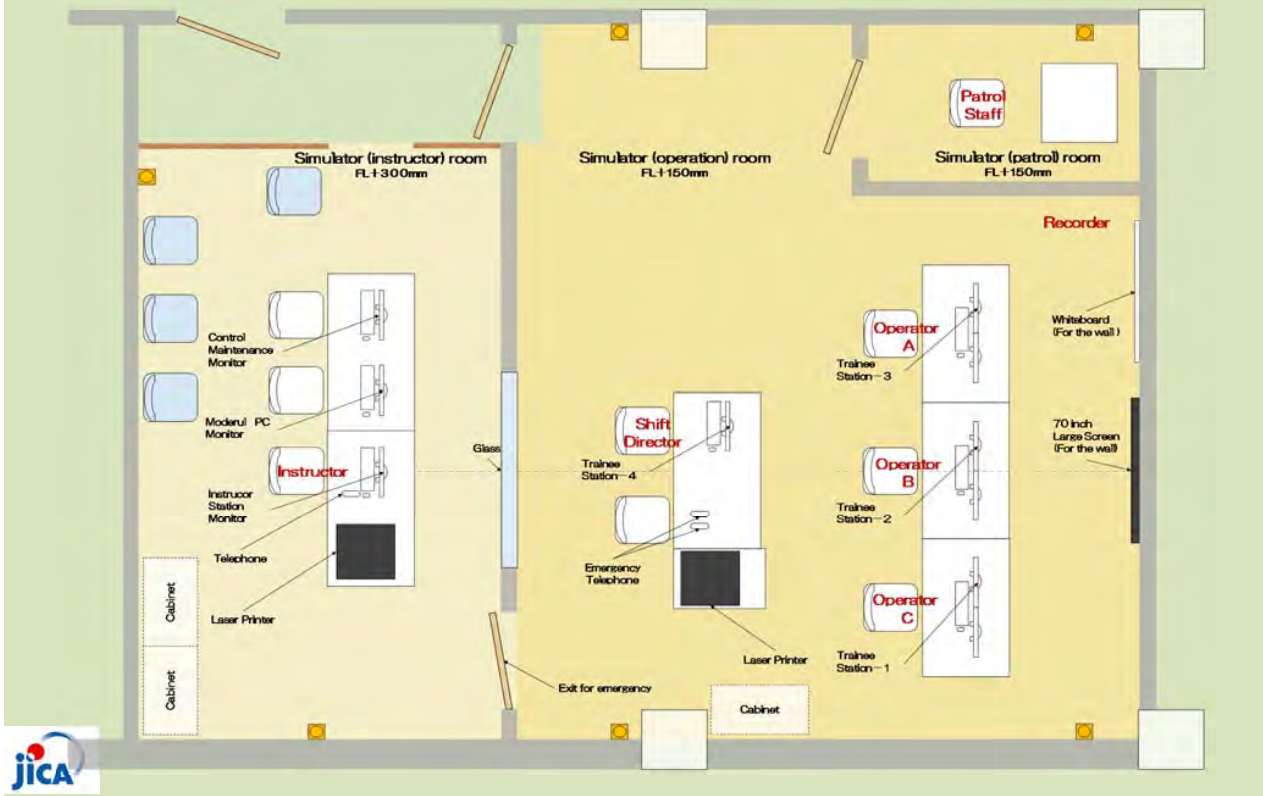 Simulator (instructor) room
FL+300mm
Simulator (operation) room
FL+150mm
Patrol
Staff
Simulator (patrol) room
FL+150mm
Recorder
Control
Maintenance
Monitor
Moderul PC
Monitor
Instructor
Instrucor
Station
Monitor
Telephone
Laser Printer
Cabinet
Cabinet
Glass
Shift
Director
Trainee
Station-4
Emergency
Telephone
Laser Printer
Exit for emergency
Cabinet
Operator
A
Trainee
Station-3
Operator
B
Trainee
Station-2
Operator
C
Trainee
Station-1
Whiteboard
(For the wall)
70 inch
Large Screen
(For the wall)
jICA